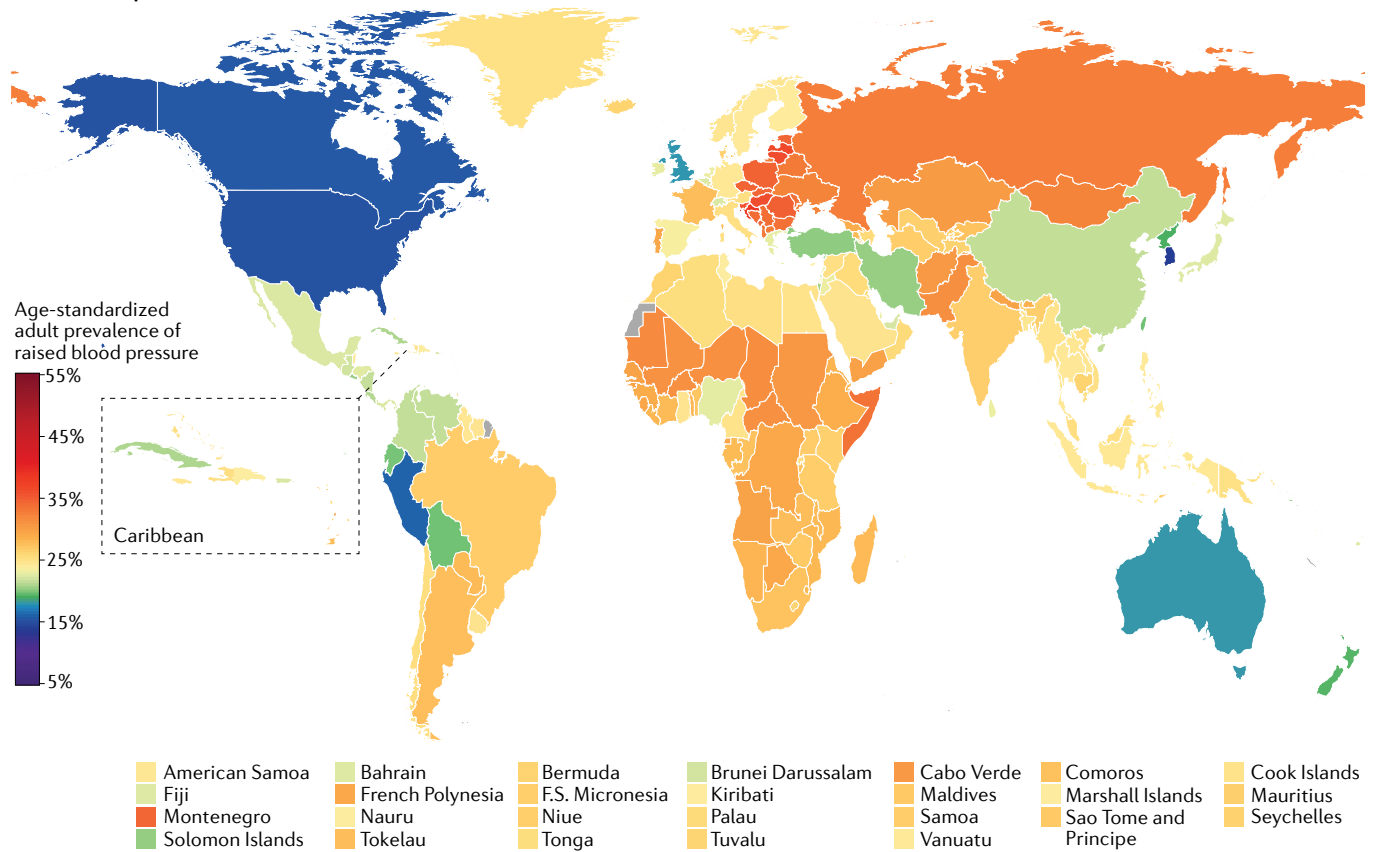 Age-standardized
adult prevalence of
raised blood pressure
55%
45%
35%
25%
15%
5%
Caribbean
American Samoa
Bahrain
Bermuda
Brunei Darussalam
Cabo Verde
Comoros
Cook Islands
Fiji
French Polynesia
F.S. Micronesia
Kiribati
Maldives
Marshall Islands
Mauritius
Montenegro
Nauru
Niue
Palau
Samoa
Sao Tome and
Principe
Seychelles
Solomon Islands
Tokelau
Tonga
Tuvalu
Vanuatu